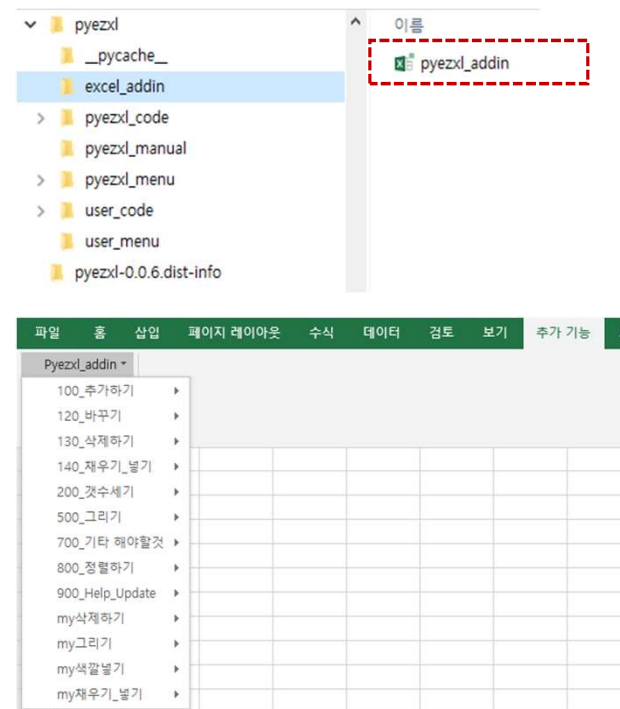 pyezxl
__pycache__
excel_addin
pyezxl_code
pyezxl_manual
pyezxl_menu
user_code
user_menu
pyezxl-0.0.6.dist-info
이름
pyezxl_addin
파일 홈 삽입 페이지 레이아웃 수식 데이터 검토 보기 추가 기능
Pyezxl_addin
100_추가하기
120_바꾸기
130_삭제하기
140_채우기_넣기
200_갯수세기
500_그리기
700_기타 해야할것
800_정렬하기
900_Help_Update
my삭제하기
my그리기
my색깔넣기
my채우기_넣기